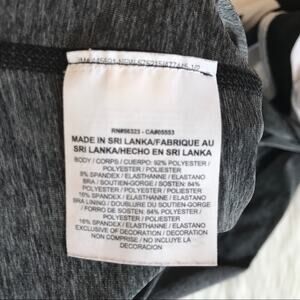 RN#56323 - CA#05553
MADE IN SRI LANKA/FABRIQUE AU
SRI LANKA/HECHO EN SRI LANKA
BODY / CORPS / CUERPO: 92% POLYESTER /
POLYESTER / POLIESTER
8% SPANDEX / ELASTHANNE / ELASTANO
BRA / SOUTIEN-GORGE / SOSTEN: 84%
POLYESTER / POLYESTER / POLIESTER
16% SPANDEX / ELASTHANNE / ELASTANO
BRA LINING / DOUBLURE DU SOUTIEN-GORGE
/ FORRO DE SOSTEN: 84% POLYESTER /
POLYESTER / POLIESTER
16% SPANDEX / ELASTHANNE / ELASTANO
EXCLUSIVE OF DECORATION / DECORATION
NON COMPRISE / NO INCLUYE LA
DECORACION